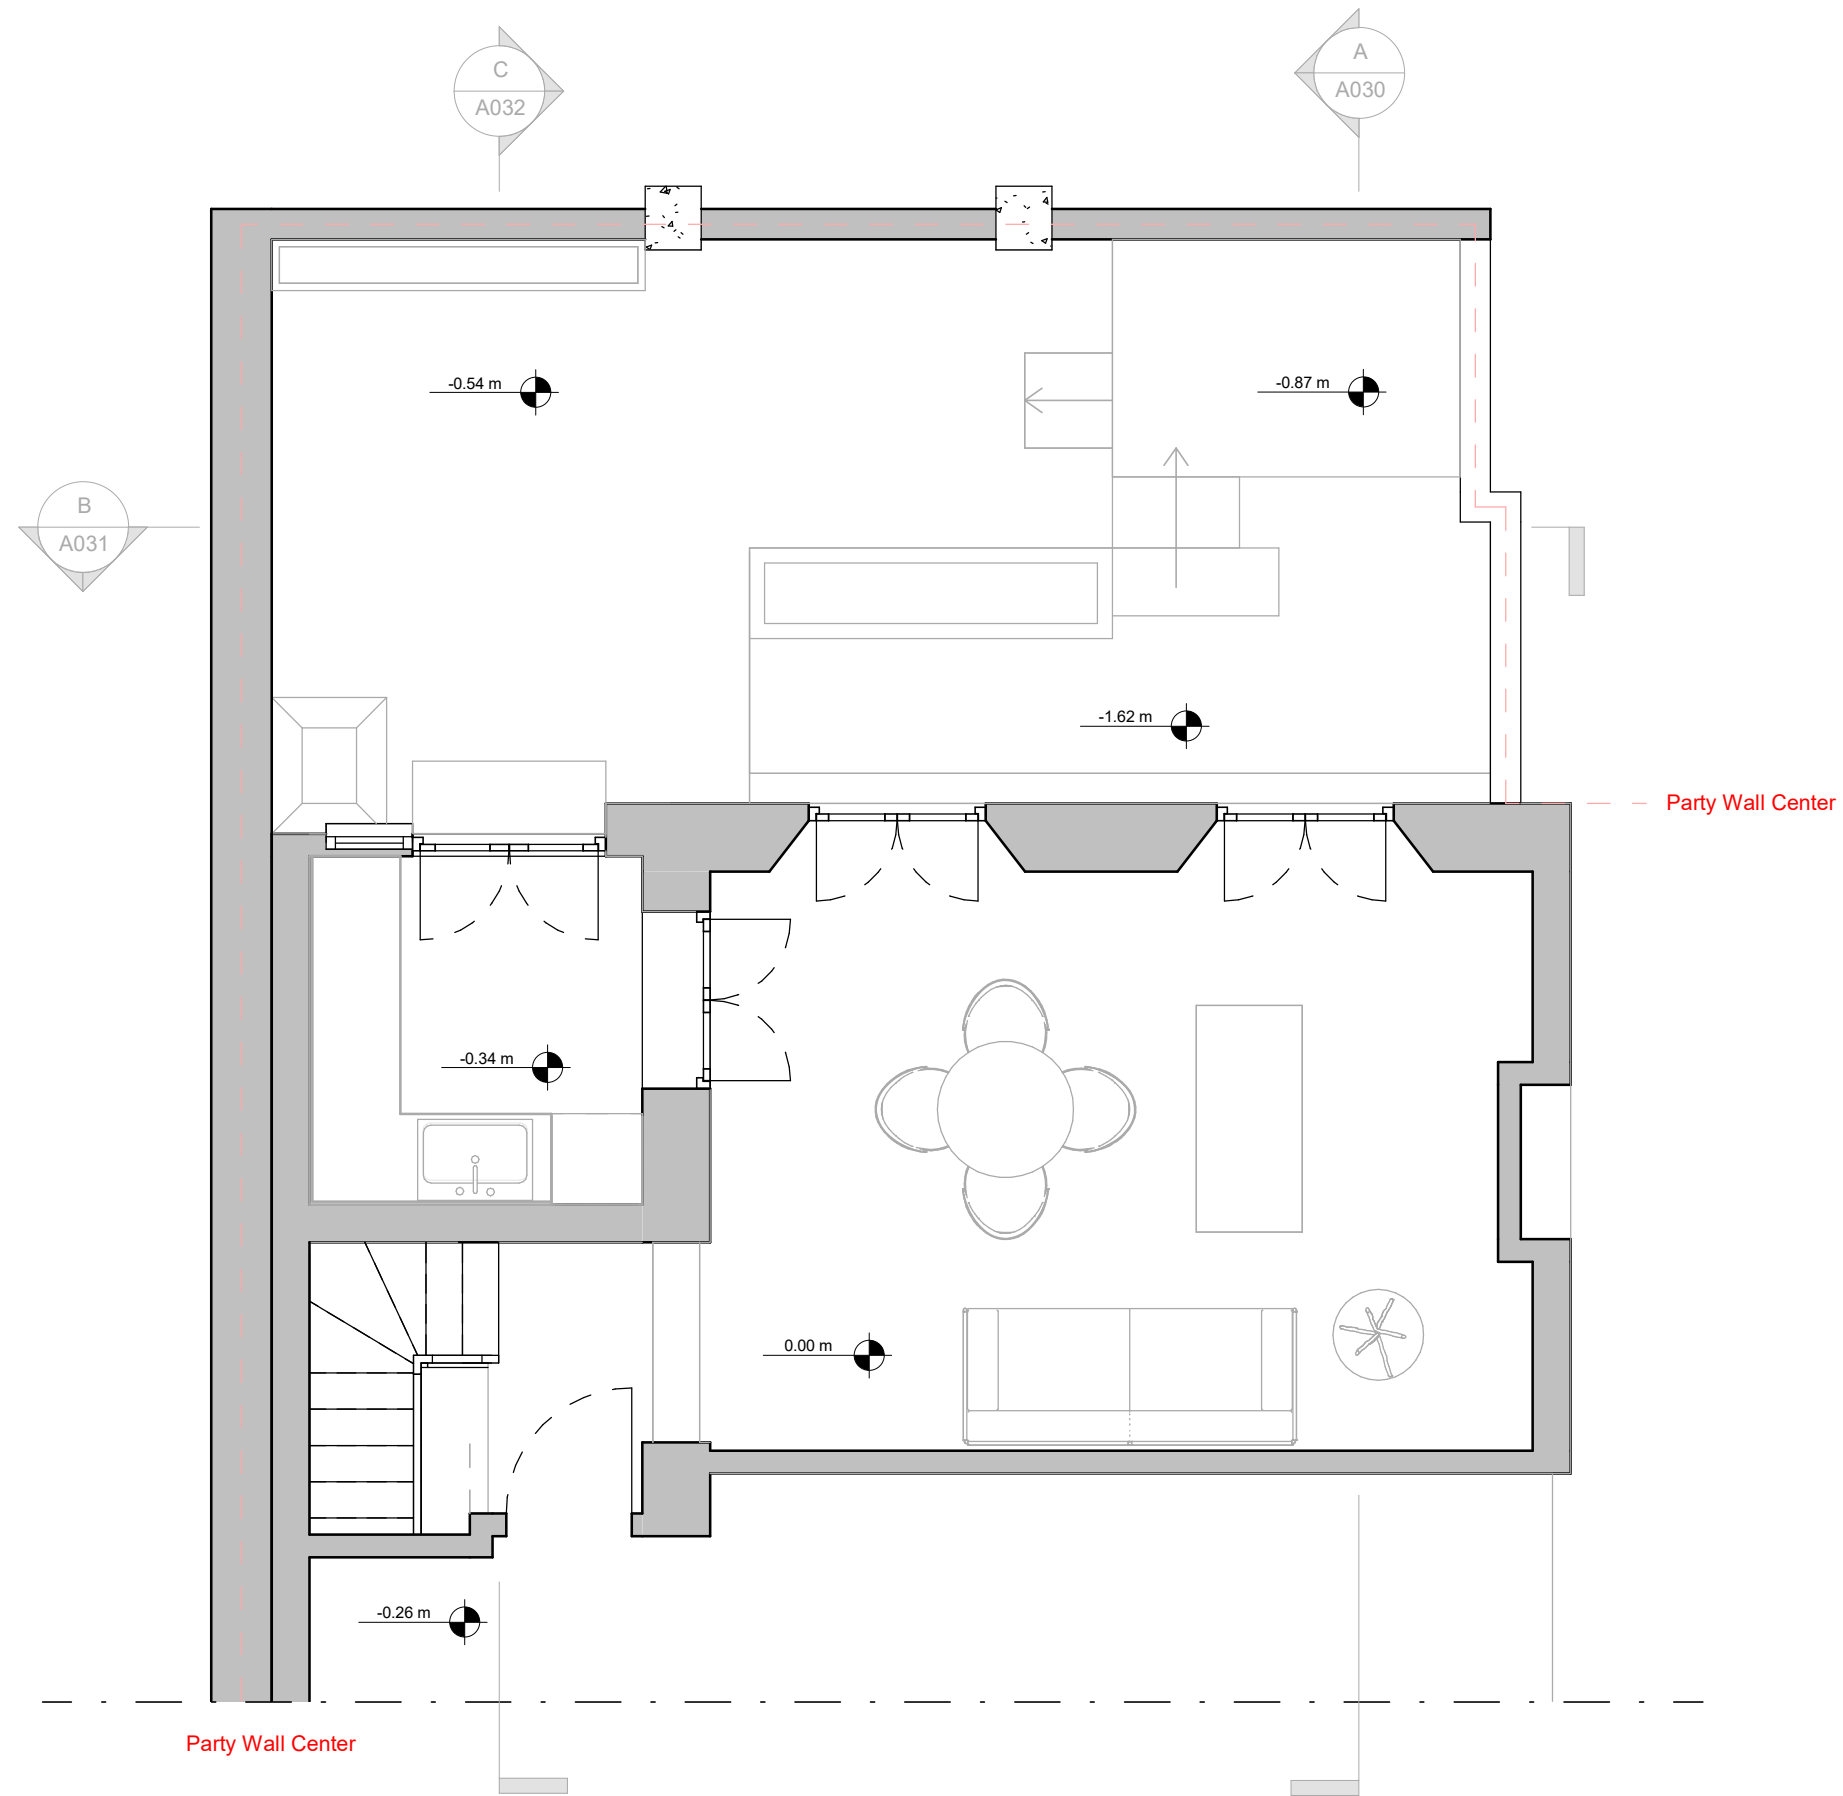 A
A030
C
A032
-0.54 m
-0.87 m
B
A031
-1.62 m
Party Wall Center
-0.34 m
0.00 m
-0.26 m
Party Wall Center